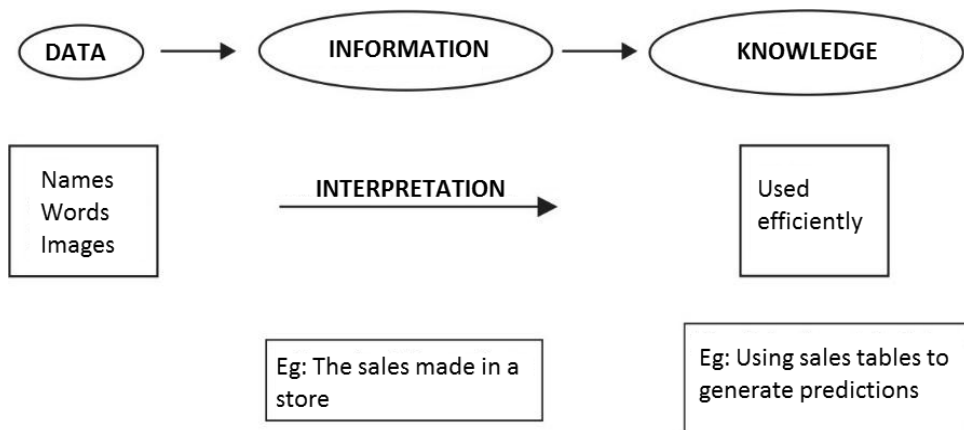 DATA
INFORMATION
KNOWLEDGE
Names
Words
Images
INTERPRETATION
Used
efficiently
Eg: The sales made in a
store
Eg: Using sales tables to
generate predictions